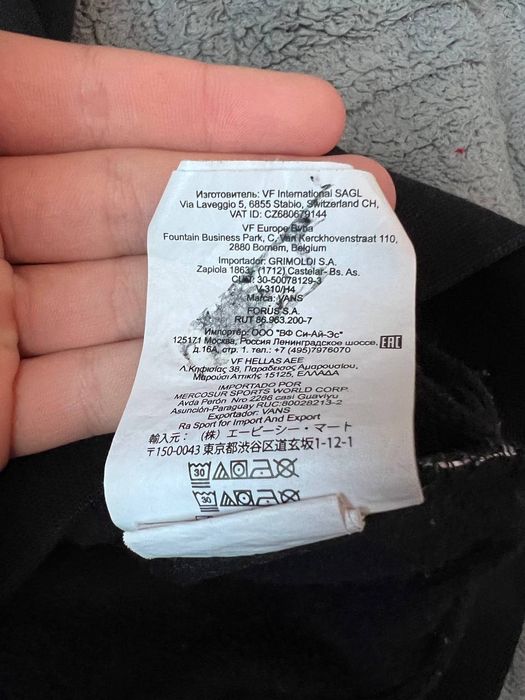 Изготовитель: VF International SAGL
Via Laveggio 5, 6855 Stabio, Switzerland CH,
VAT ID: CZ680679144
VF Europe Bvba
Fountain Business Park, C. Van Kerckhovenstraat 110,
2880 Bornem, Belgium
Importador: GRIMOLDI S.A.
Zapiola 1863, (1712) Castelar- Bs. As.
CUIT: 30-50078129-3
V-310/H4
Marca: VANS
FORUS S.A.
RUT 86.963.200-7
Импортёр: ООО "ВФ Си-Ай-Эс"
125171 Москва, Россия Ленинградское шоссе,
д.16А, стр. 1. тел.: +7 (495)7976070
EAC
VF HELLAS AEE
Λ.Κηφισίας 38, Παράδεισος Αμαρουσίου,
Μαρούσι Αττικής 15125, ΕΛΛΑΔΑ
IMPORTADO POR
MERCOSUR SPORTS WORLD CORP.
Avda Perón Nro 2286 casi Guaviyu
Asunción-Paraguay RUC:80028213-2
Exportador: VANS
Ra Sport for Import And Export
輸入元：（株）エービーシー・マート
〒150-0043 東京都渋谷区道玄坂1-12-1
30
30